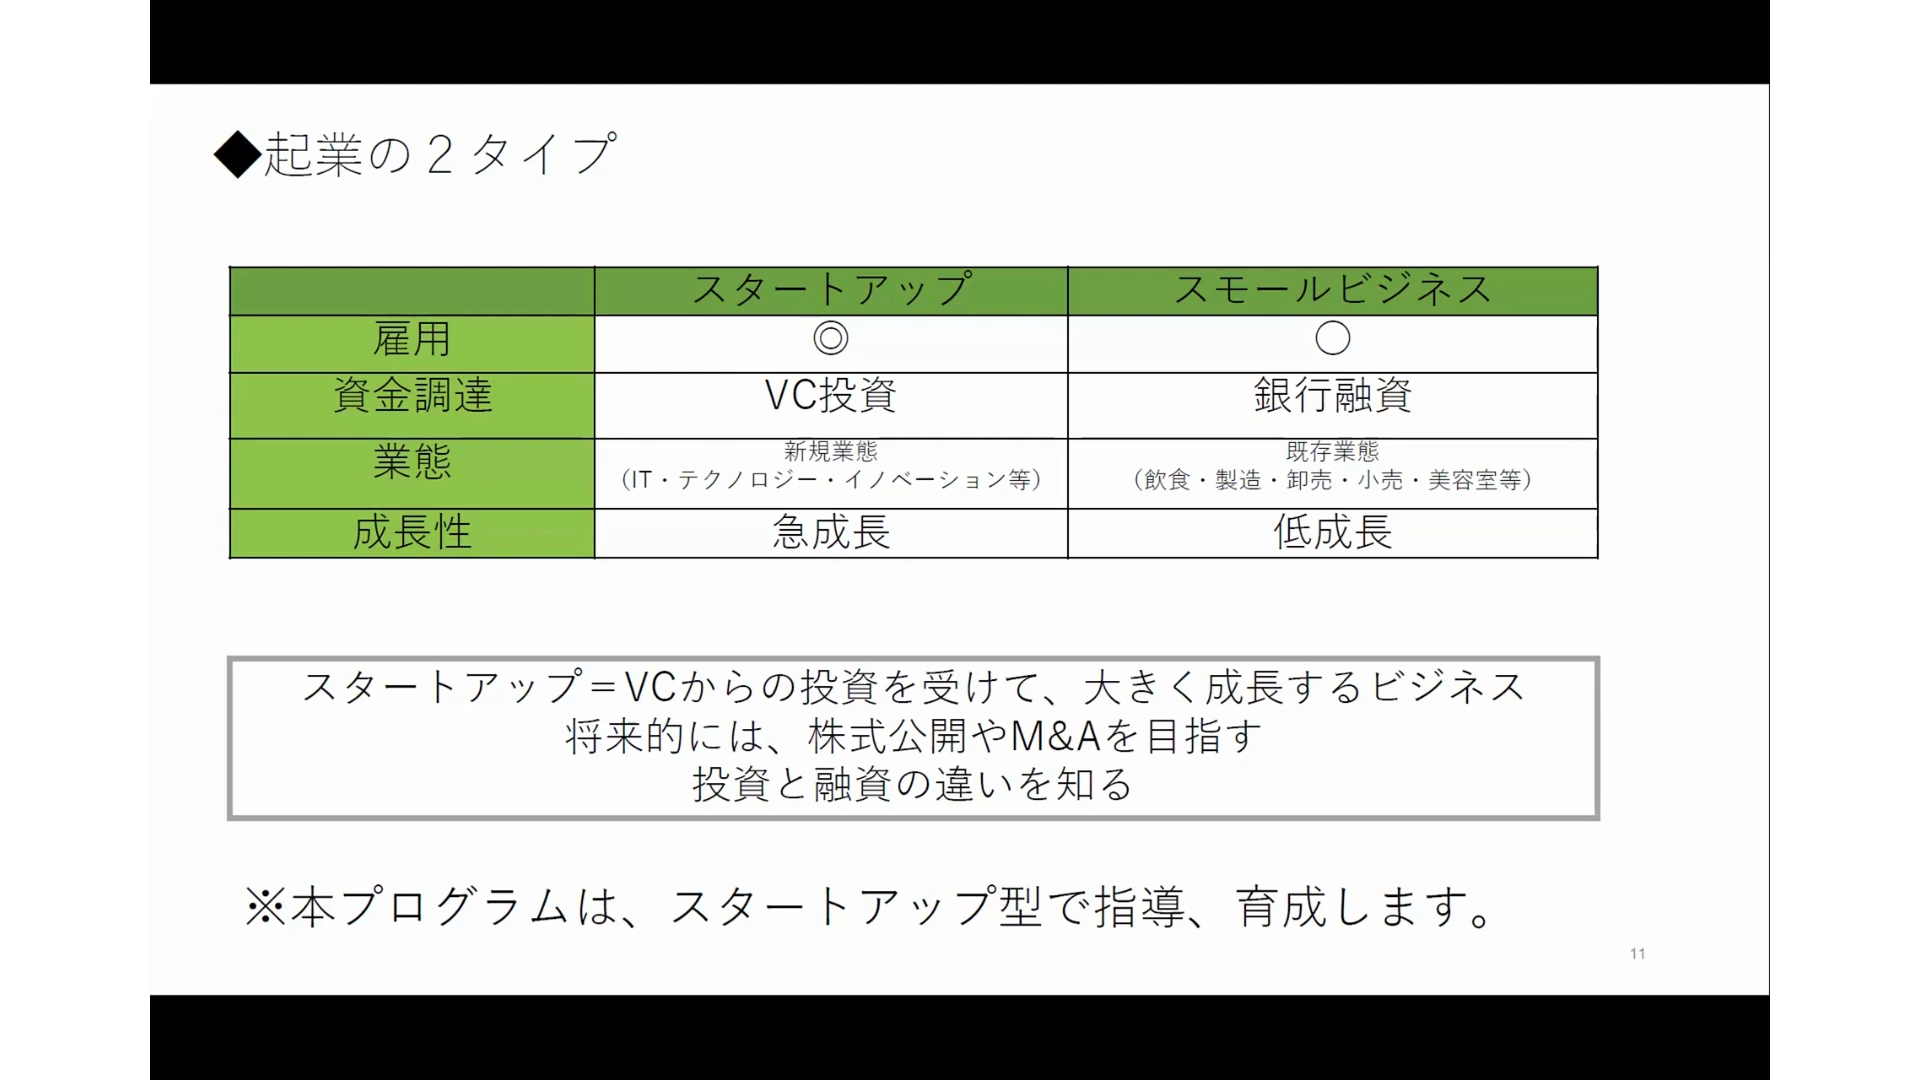 ◆起業の２タイプ
スタートアップ スモールビジネス
雇用 ◎ ○
資金調達 VC投資 銀行融資
業態 新規業態 既存業態
（IT・テクノロジー・イノベーション等） （飲食・製造・卸売・小売・美容室等）
成長性 急成長 低成長
スタートアップ＝VCからの投資を受けて、大きく成長するビジネス
将来的には、株式公開やM&Aを目指す
投資と融資の違いを知る
※本プログラムは、スタートアップ型で指導、育成します。
11